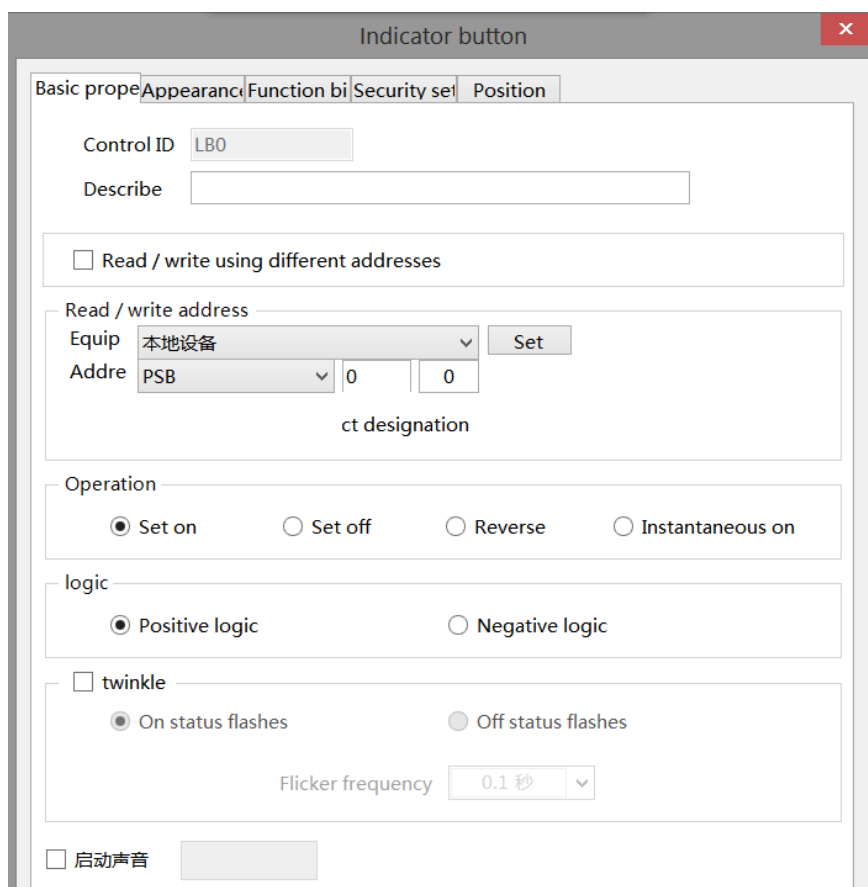 Indicator button
Basic prope Appearance Function bi Security set Position
Control ID LB0
Describe
Read / write using different addresses
Read / write address
Equip 本地设备 Set
Addre PSB 0 0
ct designation
Operation
Set on Set off Reverse Instantaneous on
logic
Positive logic Negative logic
twinkle
On status flashes Off status flashes
Flicker frequency 0.1 秒
启动声音